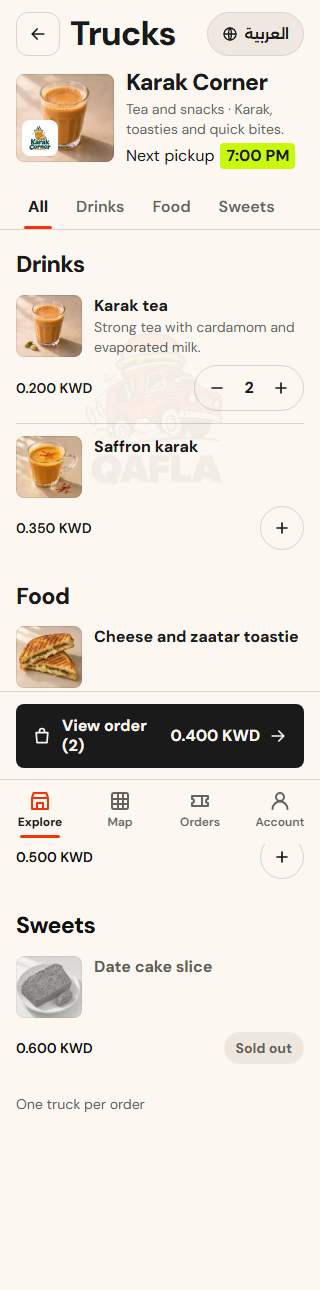 Trucks
العربية
Karak Corner
Karak
Corner
Tea and snacks · Karak,
toasties and quick bites.
Next pickup 7:00 PM
All Drinks Food Sweets
Drinks
Karak tea
Strong tea with cardamom and
evaporated milk.
0.200 KWD
− 2 +
Saffron karak
QAFLA
0.350 KWD
+
Food
Cheese and zaatar toastie
View order
(2)
0.400 KWD
Explore Map Orders Account
0.500 KWD
+
Sweets
Date cake slice
0.600 KWD
Sold out
One truck per order